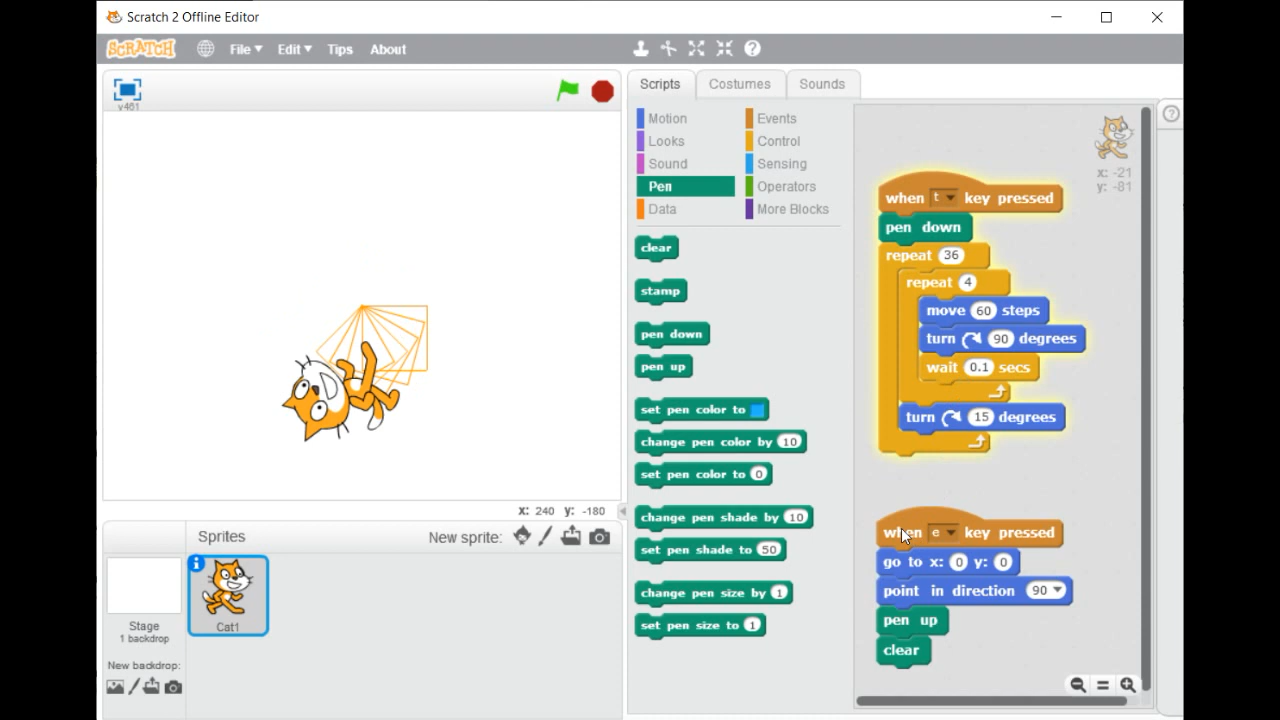 Scratch 2 Offline Editor
SCRATCH File Edit Tips About
v461
Scripts Costumes Sounds
Motion Events
Looks Control
Sound Sensing
Pen Operators
Data More Blocks
clear
stamp
pen down
pen up
set pen color to
change pen color by 10
set pen color to 0
change pen shade by 10
set pen shade to 50
change pen size by 1
set pen size to 1
x: -21
y: -81
when t key pressed
pen down
repeat 36
repeat 4
move 60 steps
turn 90 degrees
wait 0.1 secs
turn 15 degrees
when e key pressed
go to x: 0 y: 0
point in direction 90
pen up
clear
x: 240 y: -180
Sprites New sprite:
Cat1
Stage
1 backdrop
New backdrop: